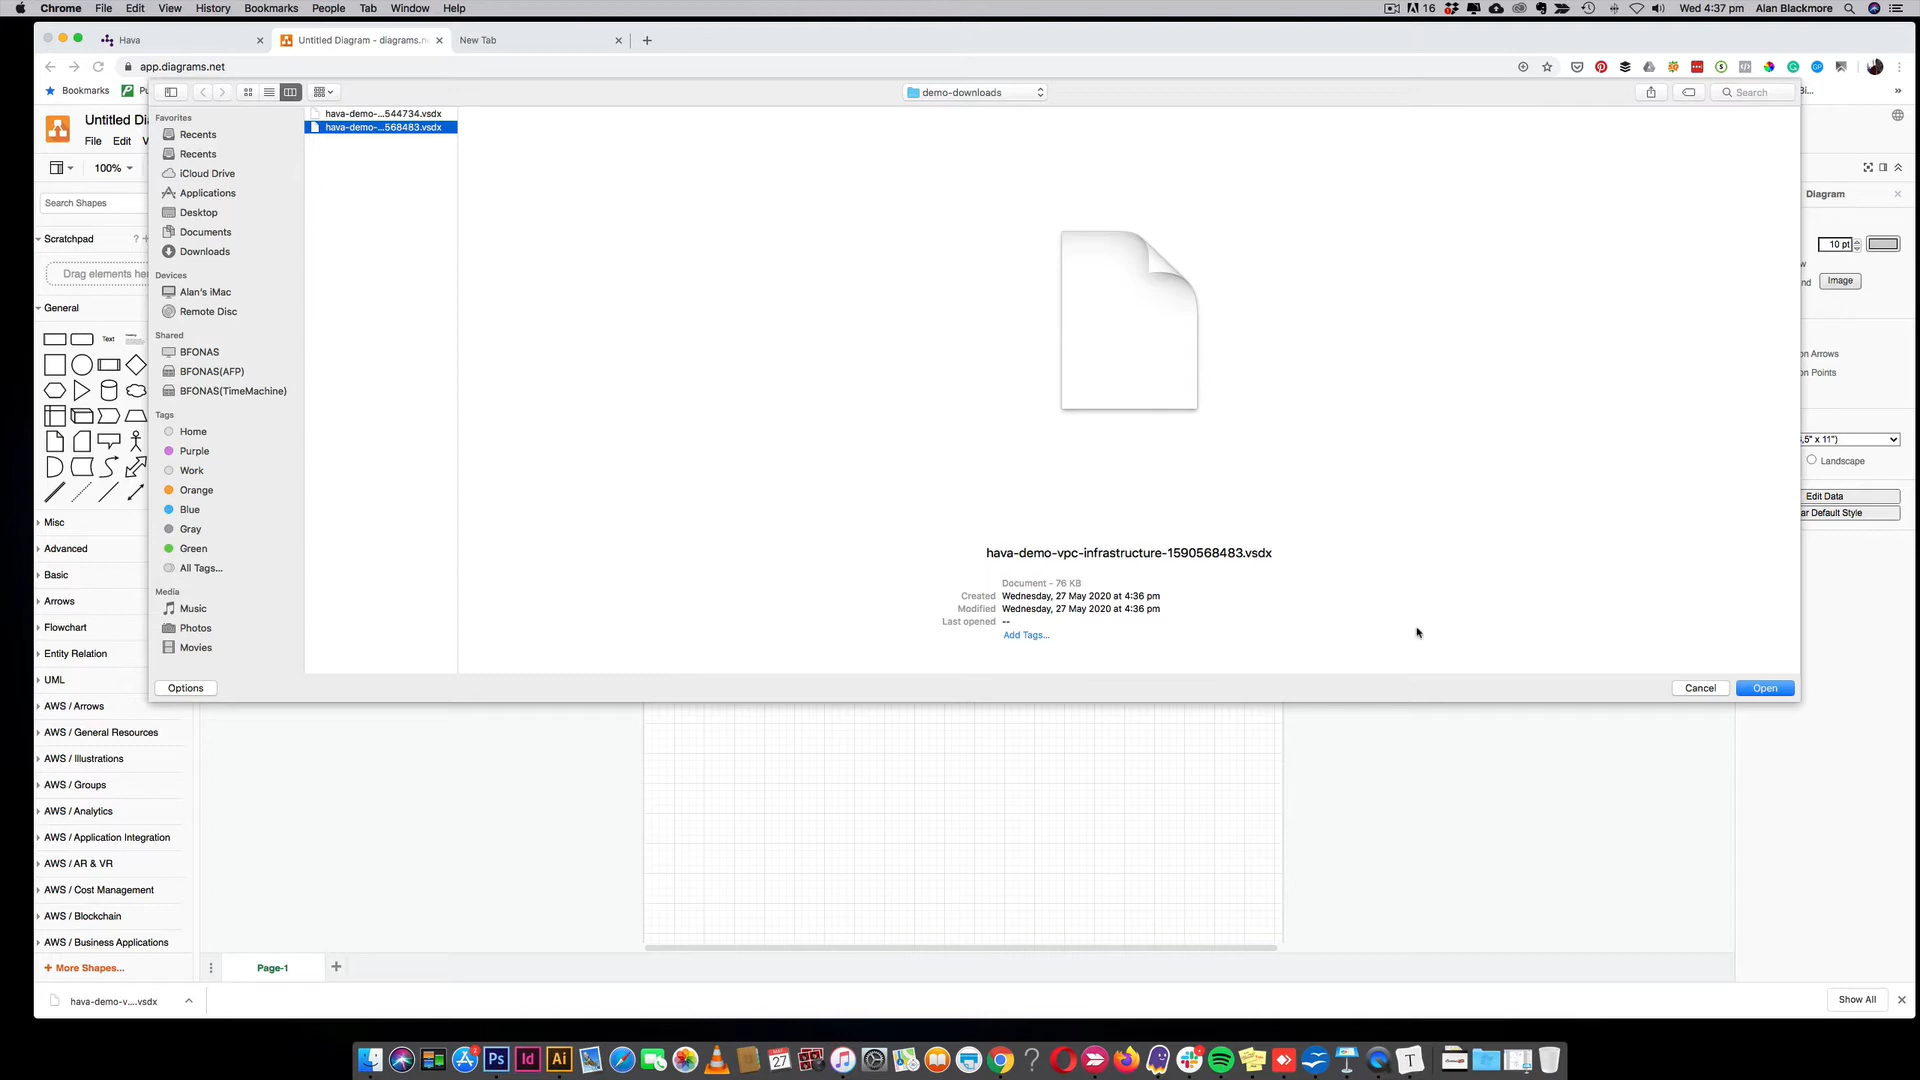 Chrome File Edit View History Bookmarks People Tab Window Help
16 Wed 4:37 pm Alan Blackmore
Hava
Untitled Diagram - diagrams.n
New Tab
app.diagrams.net
Bookmarks
demo-downloads
Search
Untitled Di
File Edit V
100%
Search Shapes
Scratchpad
?
Drag elements her
General
Text
Misc
Advanced
Basic
Arrows
Flowchart
Entity Relation
UML
AWS / Arrows
AWS / General Resources
AWS / Illustrations
AWS / Groups
AWS / Analytics
AWS / Application Integration
AWS / AR & VR
AWS / Cost Management
AWS / Blockchain
AWS / Business Applications
+ More Shapes...
Favorites
Recents
Recents
iCloud Drive
Applications
Desktop
Documents
Downloads
Devices
Alan's iMac
Remote Disc
Shared
BFONAS
BFONAS(AFP)
BFONAS(TimeMachine)
Tags
Home
Purple
Work
Orange
Blue
Gray
Green
All Tags...
Media
Music
Photos
Movies
Options
hava-demo-...544734.vsdx
hava-demo-...568483.vsdx
hava-demo-vpc-infrastructure-1590568483.vsdx
Document - 76 KB
Created Wednesday, 27 May 2020 at 4:36 pm
Modified Wednesday, 27 May 2020 at 4:36 pm
Last opened --
Add Tags...
Cancel
Open
Diagram
10 pt
Image
on Arrows
on Points
,5" x 11")
Landscape
Edit Data
ar Default Style
Page-1
hava-demo-v....vsdx
Show All